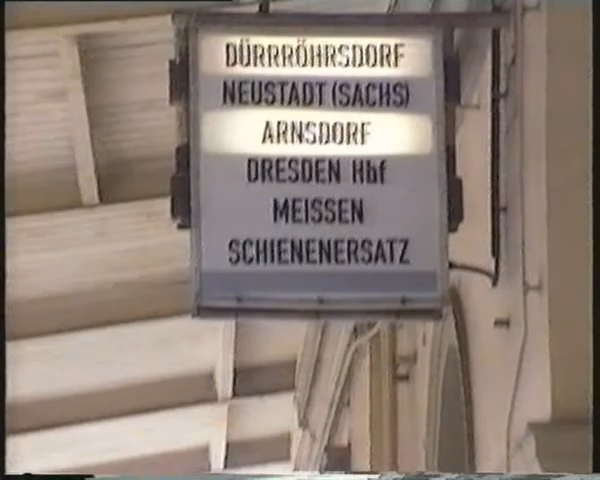 DÜRRRÖHRSDORF
NEUSTADT (SACHS)
ARNSDORF
DRESDEN Hbf
MEISSEN
SCHIENENERSATZ